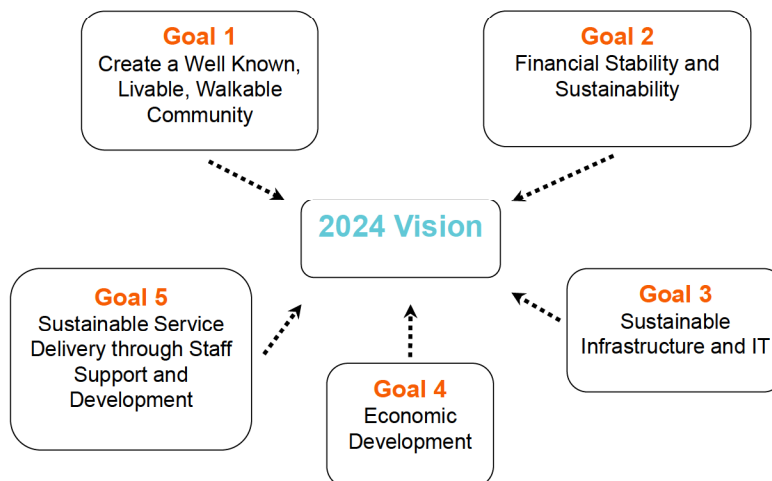 Goal 1
Create a Well Known,
Livable, Walkable
Community
Goal 2
Financial Stability and
Sustainability
2024 Vision
Goal 5
Sustainable Service
Delivery through Staff
Support and
Development
Goal 3
Sustainable
Infrastructure and IT
Goal 4
Economic
Development